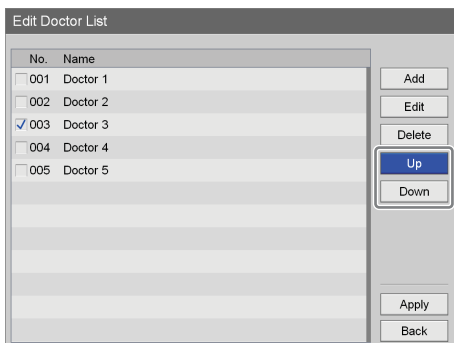 Edit Doctor List
No. Name
001 Doctor 1
002 Doctor 2
003 Doctor 3
004 Doctor 4
005 Doctor 5
Add
Edit
Delete
Up
Down
Apply
Back